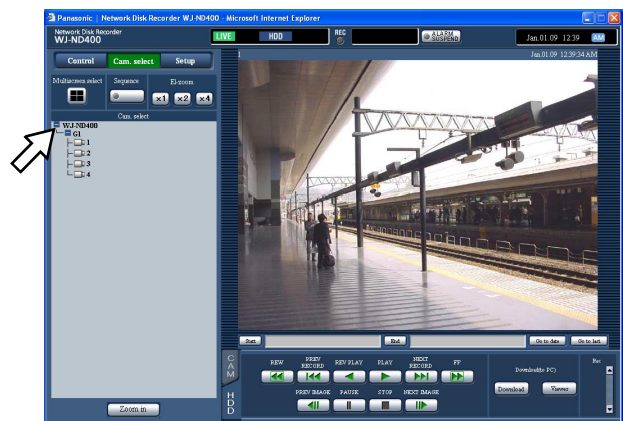 Panasonic | Network Disk Recorder WJ-ND400 - Microsoft Internet Explorer
Network Disk Recorder
WJ-ND400
LIVE HDD REC ALARM SUSPEND Jan.01.09 12:39 AM
Control Cam. select Setup
1 Jan.01.09 12:39:34 AM
Multiscreen select Sequence El-zoom
x1 x2 x4
Cam. select
WJ-ND400
G1
1
2
3
4
Start End Go to date Go to last
CAM
HDD
REW PREV RECORD REV PLAY PLAY NEXT RECORD FF
PREV IMAGE PAUSE STOP NEXT IMAGE
Download(to PC)
Download Viewer
Zoom in